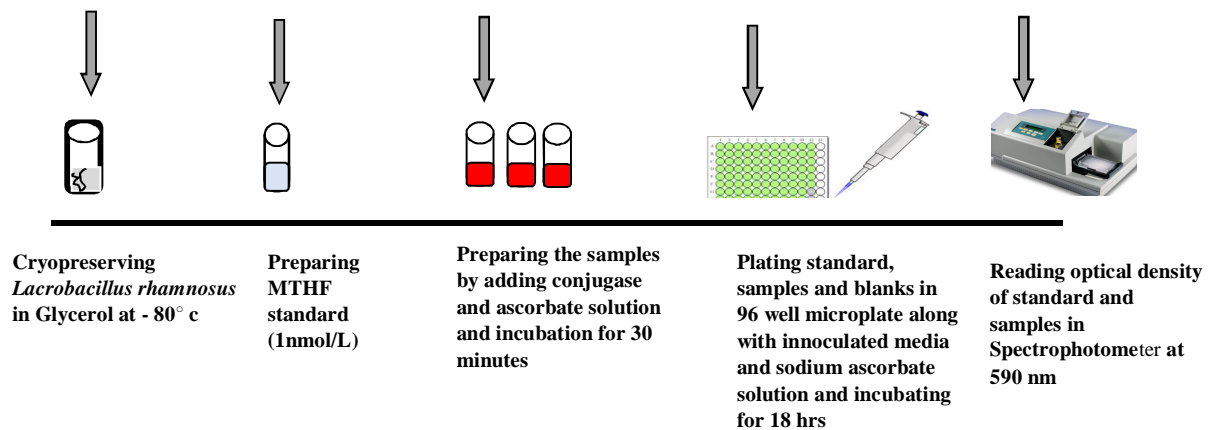 Cryopreserving
Lacrobacillus rhamnosus
in Glycerol at - 80° c
Preparing
MTHF
standard
(1nmol/L)
Preparing the samples
by adding conjugase
and ascorbate solution
and incubation for 30
minutes
Plating standard,
samples and blanks in
96 well microplate along
with innoculated media
and sodium ascorbate
solution and incubating
for 18 hrs
Reading optical density
of standard and
samples in
Spectrophotometer at
590 nm